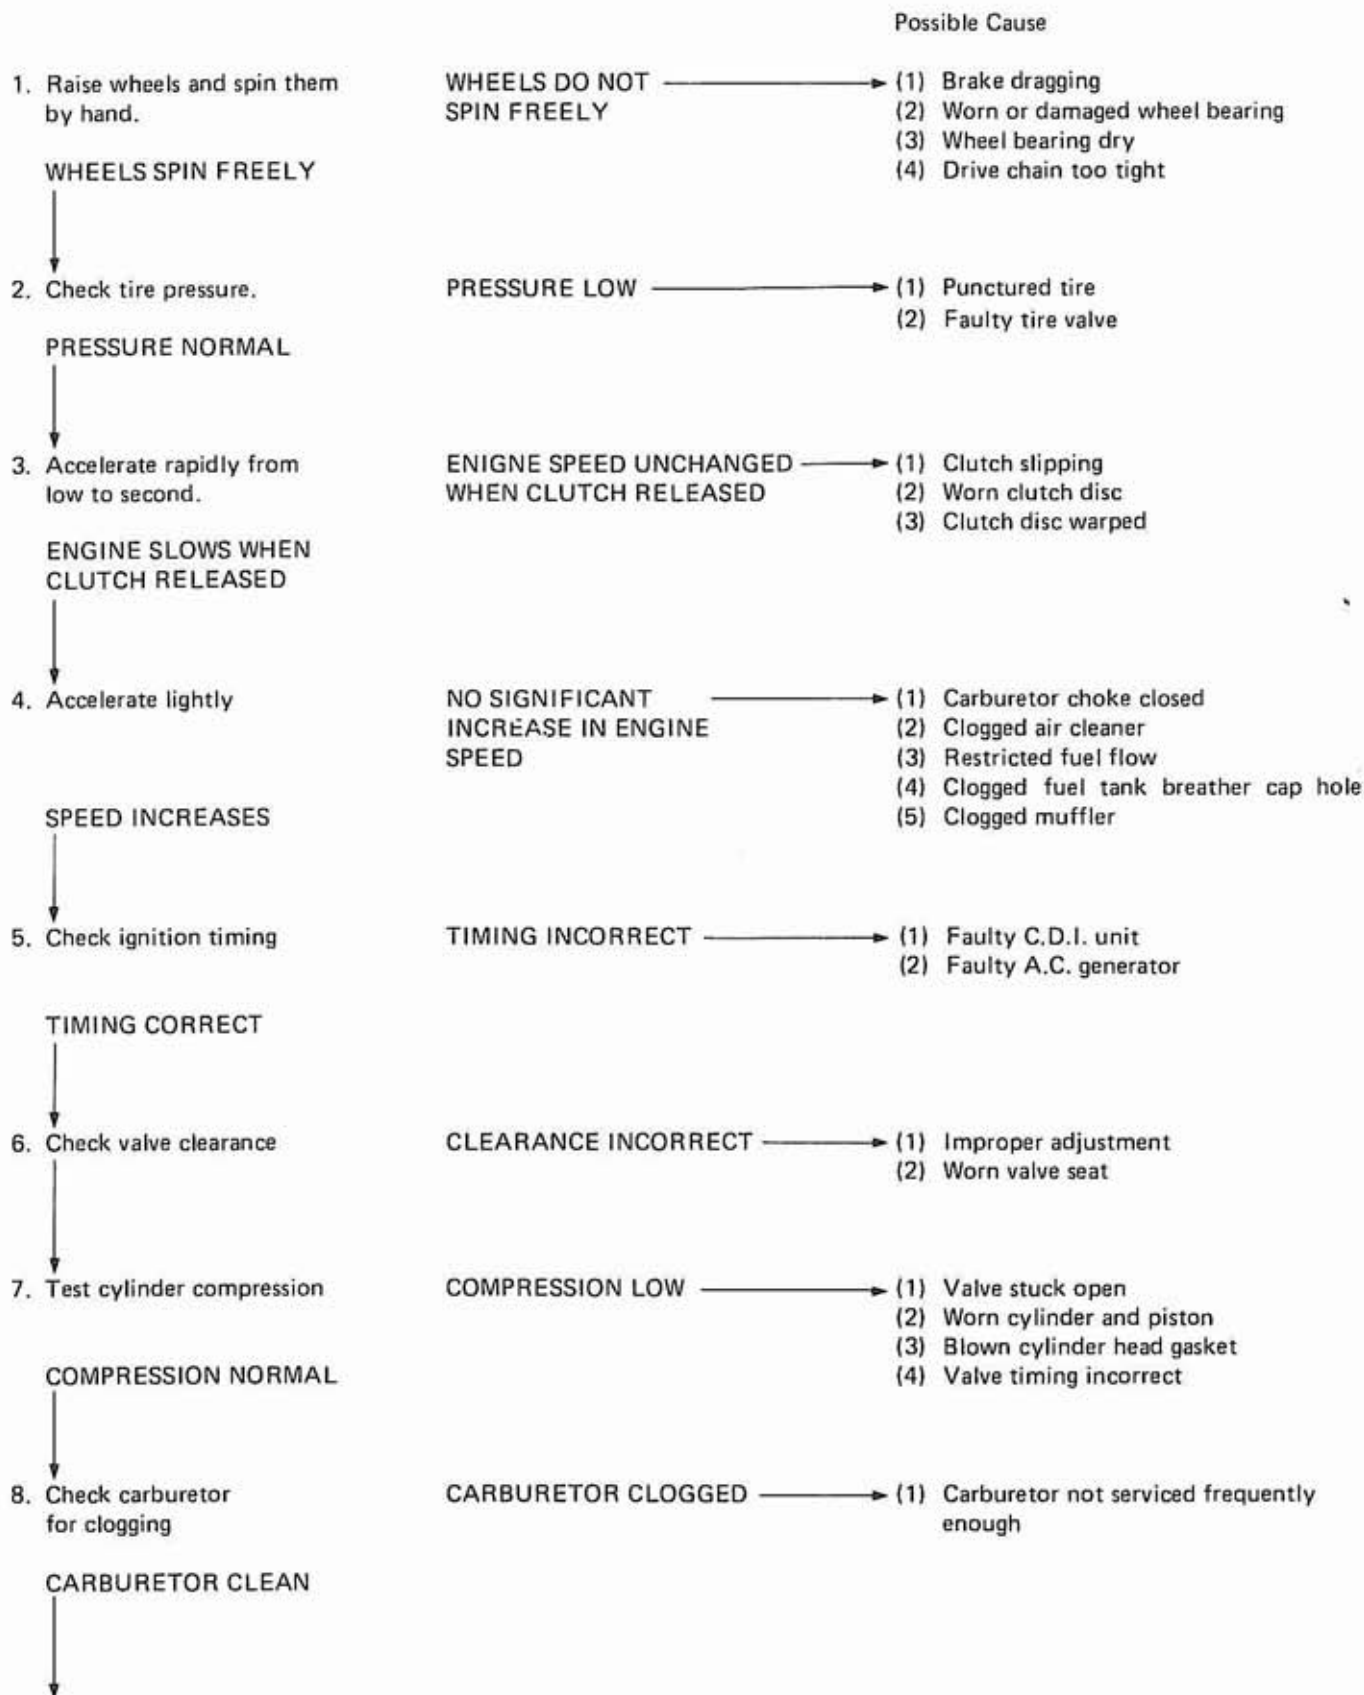 Possible Cause
1. Raise wheels and spin them
by hand.
WHEELS DO NOT
SPIN FREELY
(1) Brake dragging
(2) Worn or damaged wheel bearing
(3) Wheel bearing dry
(4) Drive chain too tight
WHEELS SPIN FREELY
2. Check tire pressure.
PRESSURE LOW
(1) Punctured tire
(2) Faulty tire valve
PRESSURE NORMAL
3. Accelerate rapidly from
low to second.
ENIGNE SPEED UNCHANGED
WHEN CLUTCH RELEASED
(1) Clutch slipping
(2) Worn clutch disc
(3) Clutch disc warped
ENGINE SLOWS WHEN
CLUTCH RELEASED
4. Accelerate lightly
NO SIGNIFICANT
INCREASE IN ENGINE
SPEED
(1) Carburetor choke closed
(2) Clogged air cleaner
(3) Restricted fuel flow
(4) Clogged fuel tank breather cap hole
(5) Clogged muffler
SPEED INCREASES
5. Check ignition timing
TIMING INCORRECT
(1) Faulty C.D.I. unit
(2) Faulty A.C. generator
TIMING CORRECT
6. Check valve clearance
CLEARANCE INCORRECT
(1) Improper adjustment
(2) Worn valve seat
7. Test cylinder compression
COMPRESSION LOW
(1) Valve stuck open
(2) Worn cylinder and piston
(3) Blown cylinder head gasket
(4) Valve timing incorrect
COMPRESSION NORMAL
8. Check carburetor
for clogging
CARBURETOR CLOGGED
(1) Carburetor not serviced frequently
enough
CARBURETOR CLEAN